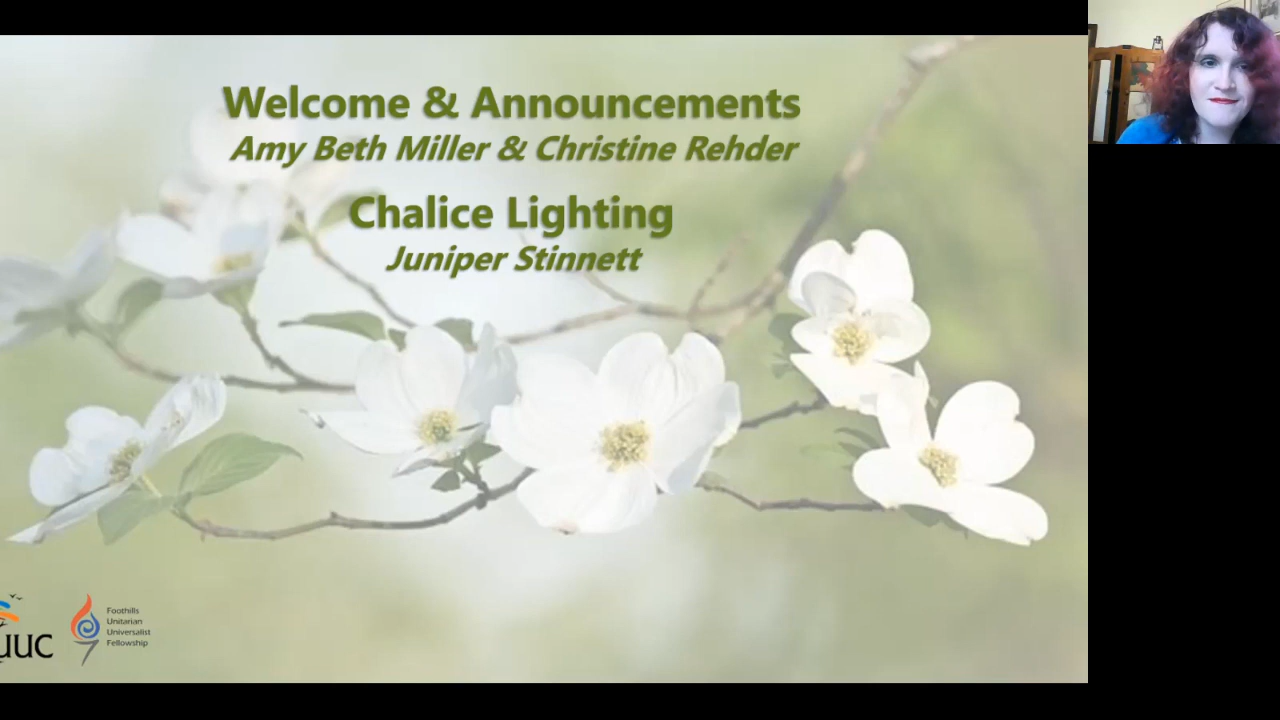 Welcome & Announcements
Amy Beth Miller & Christine Rehder
Chalice Lighting
Juniper Stinnett
Foothills
Unitarian
Universalist
Fellowship
UUC